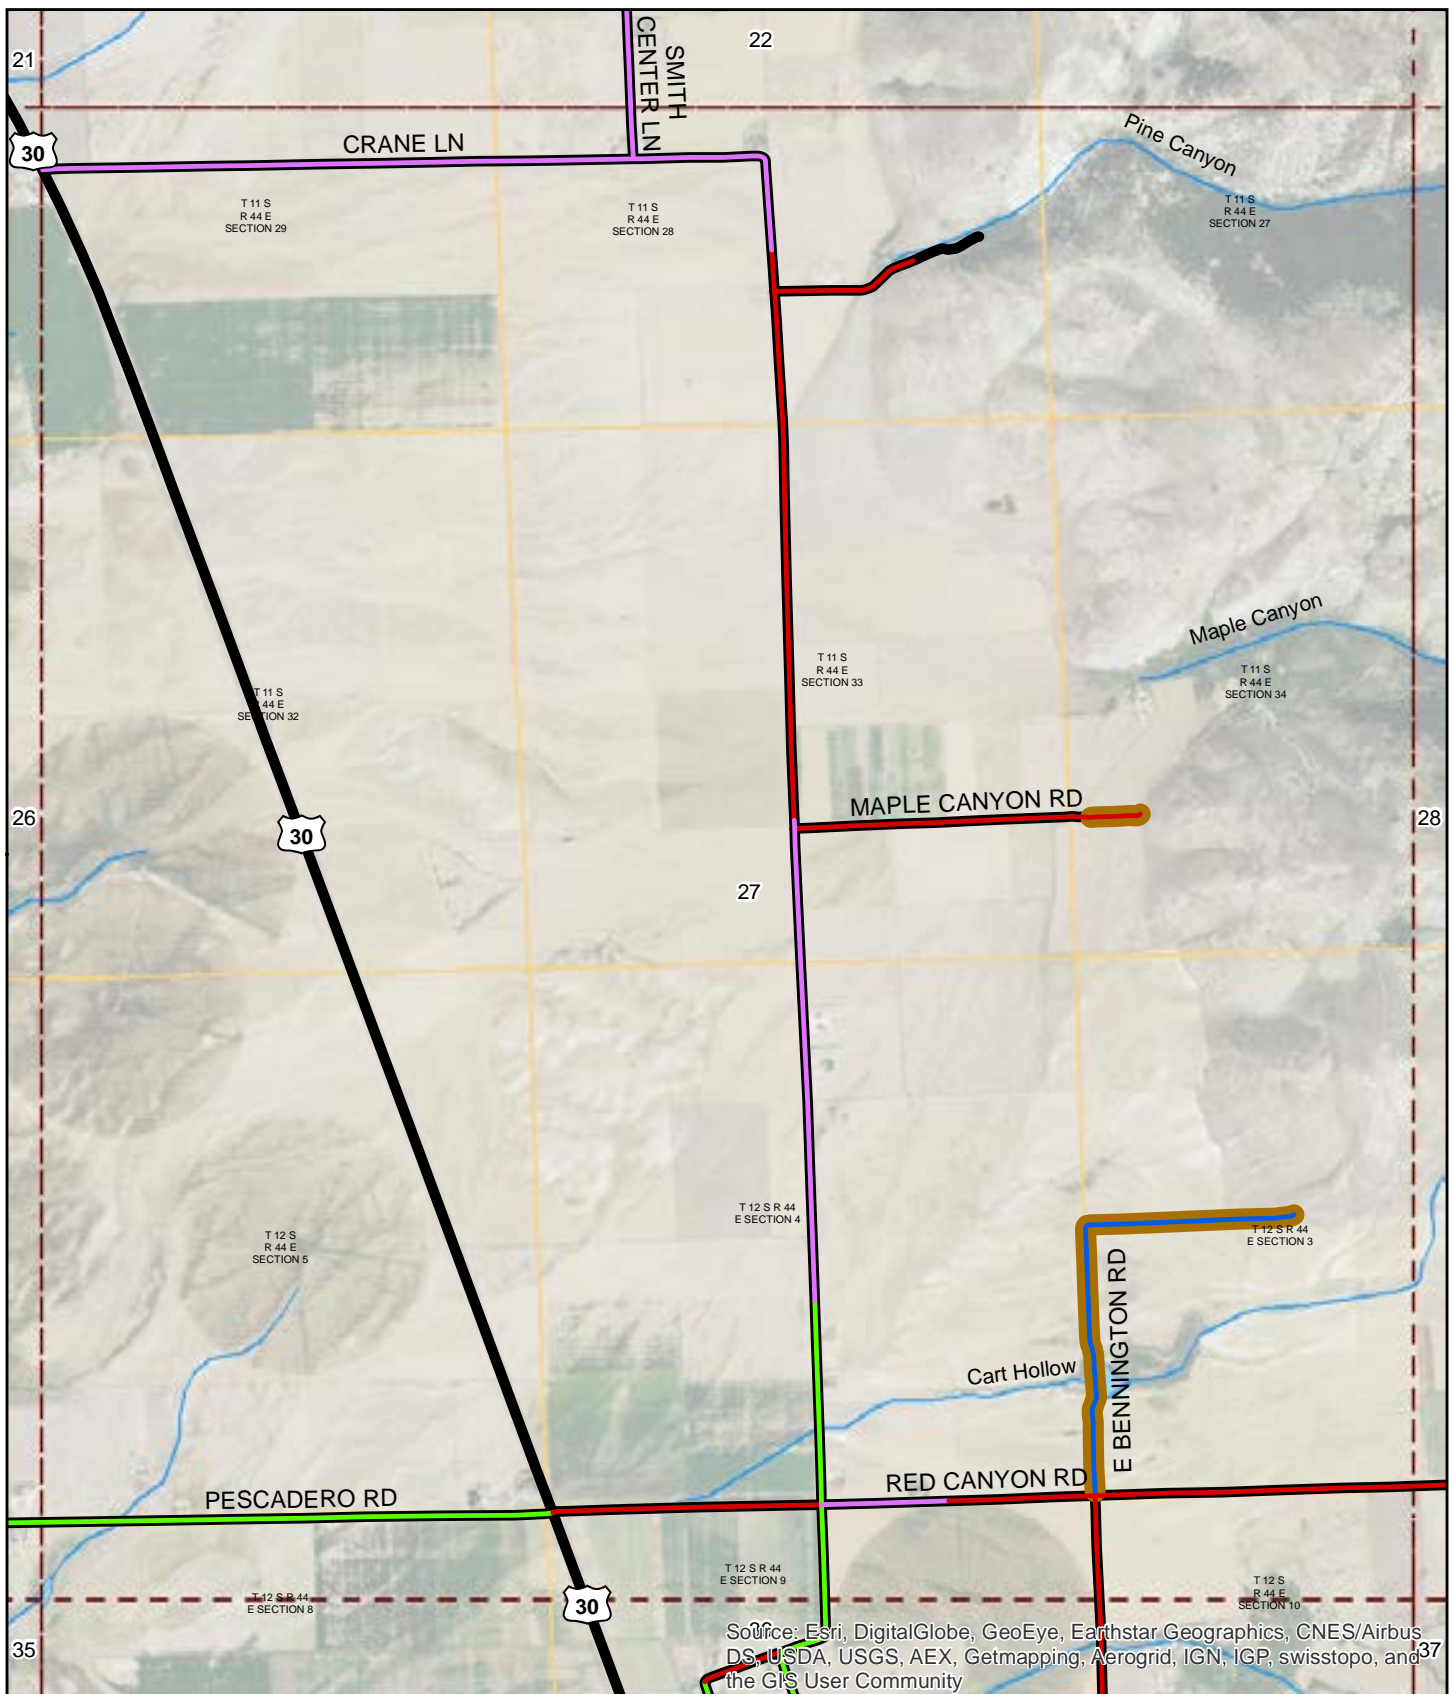 22
21
SMITH
CENTER LN
30
CRANE LN
Pine Canyon
T 11 S
R 44 E
SECTION 29
T 11 S
R 44 E
SECTION 28
T 11 S
R 44 E
SECTION 27
Maple Canyon
T 11 S
R 44 E
SECTION 33
T 11 S
R 44 E
SECTION 34
T 11 S
44 E
SECTION 32
MAPLE CANYON RD
26
30
28
27
T 12 S R 44
E SECTION 4
T 12 S R 44
E SECTION 3
T 12 S
R 44 E
SECTION 5
E BENNINGTON RD
Cart Hollow
RED CANYON RD
PESCADERO RD
T 12 S R 44
E SECTION 9
T 12 S R 44
E SECTION 8
T 12 S
R 44 E
SECTION 10
30
35
37
Source: Esri, DigitalGlobe, GeoEye, Earthstar Geographics, CNES/Airbus
DS, USDA, USGS, AEX, Getmapping, Aerogrid, IGN, IGP, swisstopo, and
the GIS User Community